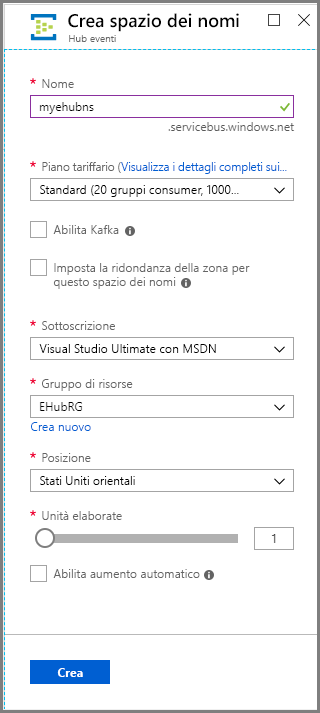 Crea spazio dei nomi
Hub eventi
* Nome
myehubns
.servicebus.windows.net
* Piano tariffario (Visualizza i dettagli completi sui...
Standard (20 gruppi consumer, 1000...
Abilita Kafka
Imposta la ridondanza della zona per
questo spazio dei nomi
* Sottoscrizione
Visual Studio Ultimate con MSDN
* Gruppo di risorse
EHubRG
Crea nuovo
* Posizione
Stati Uniti orientali
* Unità elaborate
1
Abilita aumento automatico
Crea